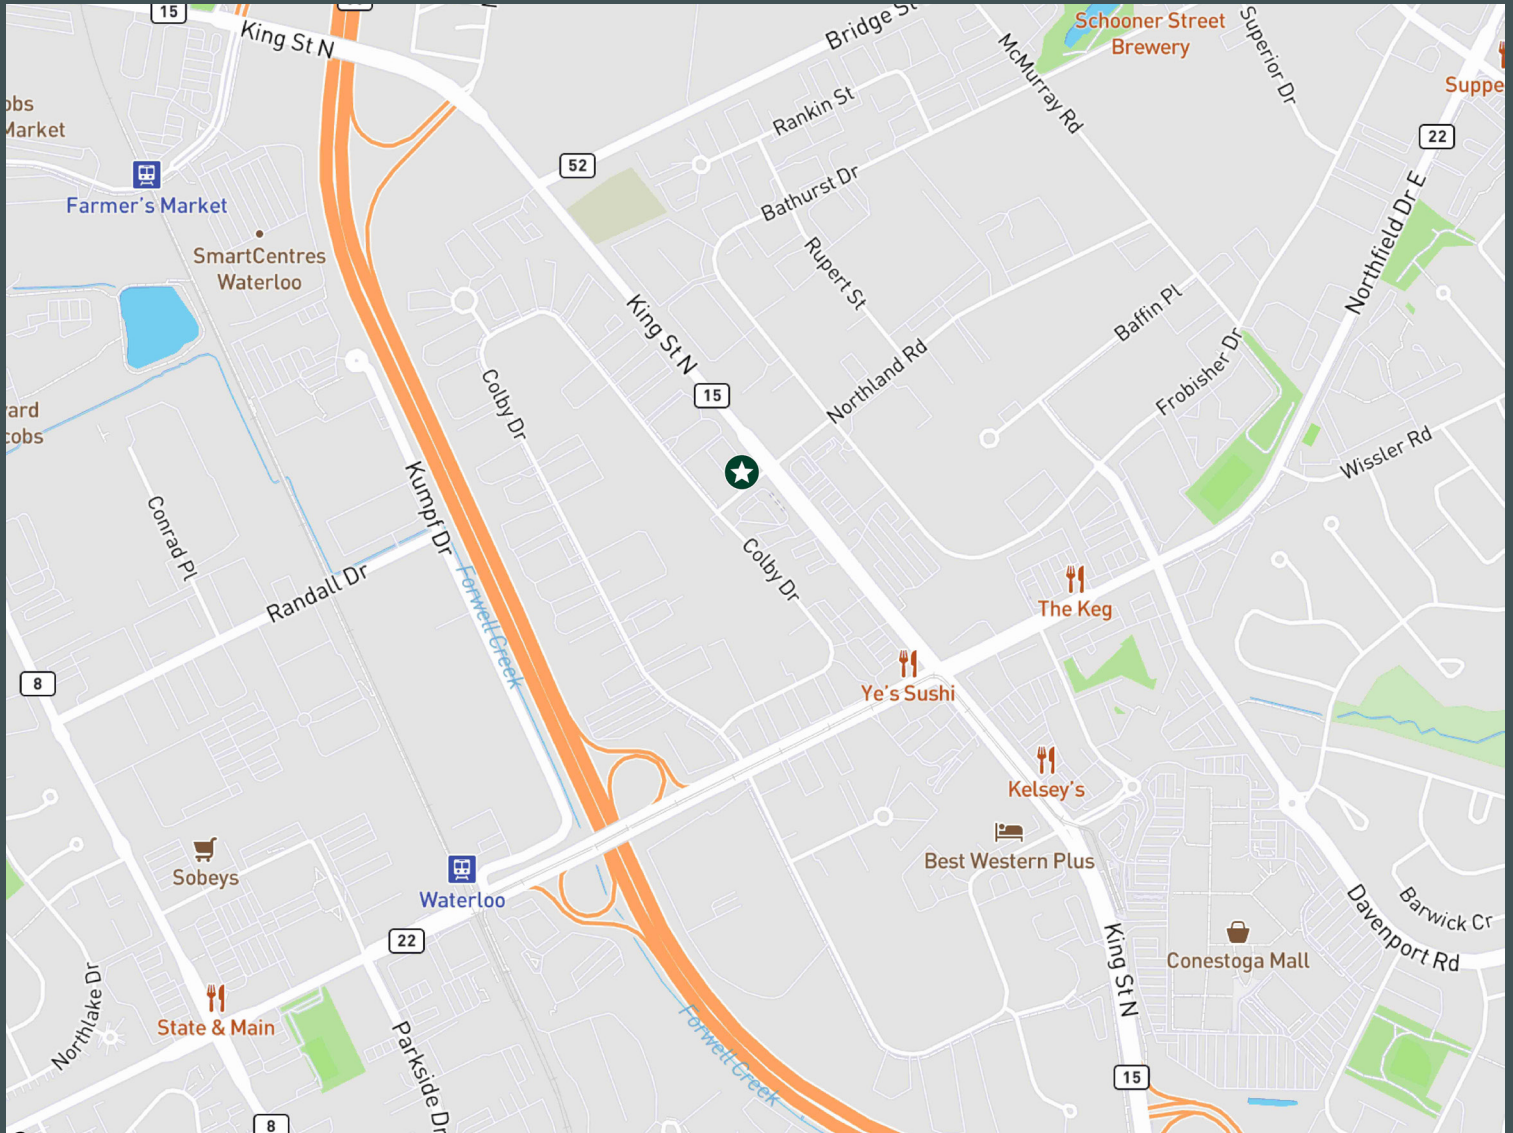 15
King St N
Bridge St
Schooner Street
Brewery
Superior Dr
McMurray Rd
Suppe
Rankin St
obs
Market
22
52
Farmer's Market
Bathurst Dr
Northfield Dr E
SmartCentres
Waterloo
Rupert St
King St N
Baffin Pl
15
Northland Rd
Frobisher Dr
Colby Dr
ard
cobs
Wissler Rd
Kumpf Dr
Conrad Pl
Colby Dr
Randall Dr
Forwell Creek
The Keg
8
Ye's Sushi
Kelsey's
Best Western Plus
Sobeys
Waterloo
22
Barwick Cr
Davenport Rd
Conestoga Mall
King St N
Northlake Dr
State & Main
Parkside Dr
Forwell Creek
15
8